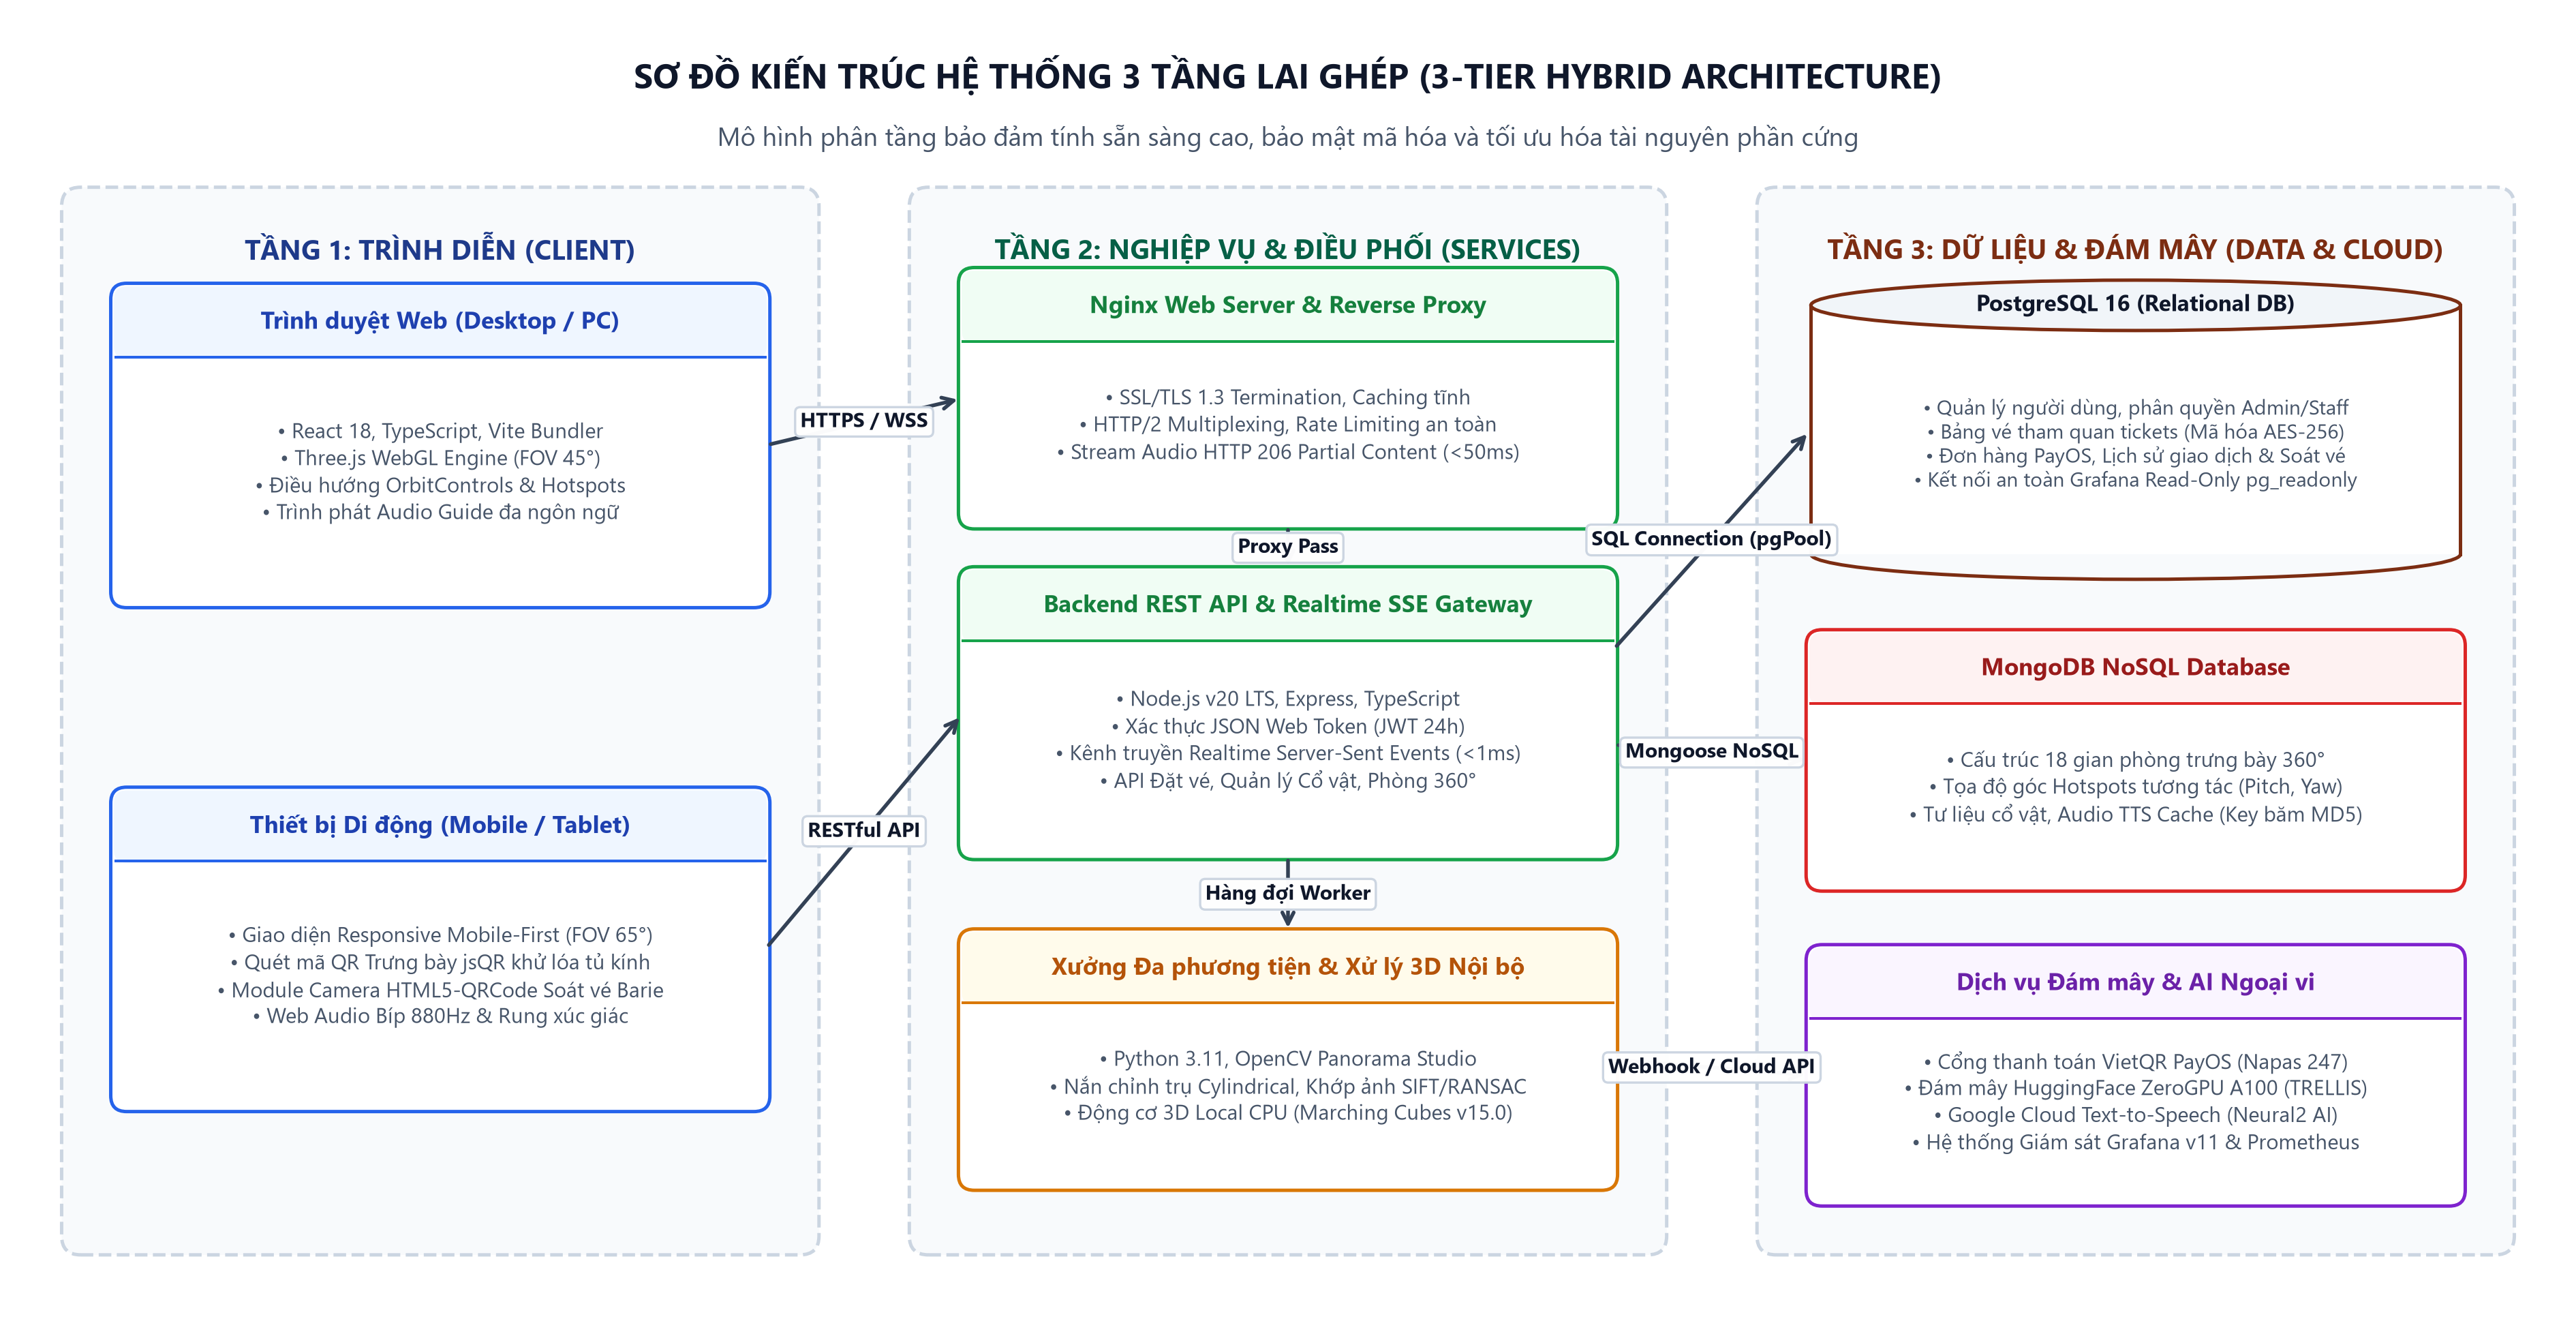 SƠ ĐỒ KIẾN TRÚC HỆ THỐNG 3 TẦNG LAI GHÉP (3-TIER HYBRID ARCHITECTURE)
Mô hình phân tầng bảo đảm tính sẵn sàng cao, bảo mật mã hóa và tối ưu hóa tài nguyên phần cứng
TẦNG 1: TRÌNH DIỄN (CLIENT)
Trình duyệt Web (Desktop / PC)
• React 18, TypeScript, Vite Bundler
• Three.js WebGL Engine (FOV 45°)
• Điều hướng OrbitControls & Hotspots
• Trình phát Audio Guide đa ngôn ngữ
Thiết bị Di động (Mobile / Tablet)
• Giao diện Responsive Mobile-First (FOV 65°)
• Quét mã QR Trưng bày jsQR khử lóa tủ kính
• Module Camera HTML5-QRCode Soát vé Barie
• Web Audio Bíp 880Hz & Rung xúc giác
HTTPS / WSS
RESTful API
TẦNG 2: NGHIỆP VỤ & ĐIỀU PHỐI (SERVICES)
Nginx Web Server & Reverse Proxy
• SSL/TLS 1.3 Termination, Caching tĩnh
• HTTP/2 Multiplexing, Rate Limiting an toàn
• Stream Audio HTTP 206 Partial Content (<50ms)
Proxy Pass
Backend REST API & Realtime SSE Gateway
• Node.js v20 LTS, Express, TypeScript
• Xác thực JSON Web Token (JWT 24h)
• Kênh truyền Realtime Server-Sent Events (<1ms)
• API Đặt vé, Quản lý Cổ vật, Phòng 360°
Hàng đợi Worker
Xưởng Đa phương tiện & Xử lý 3D Nội bộ
• Python 3.11, OpenCV Panorama Studio
• Nắn chỉnh trụ Cylindrical, Khớp ảnh SIFT/RANSAC
• Động cơ 3D Local CPU (Marching Cubes v15.0)
SQL Connection (pgPool)
Mongoose NoSQL
Webhook / Cloud API
TẦNG 3: DỮ LIỆU & ĐÁM MÂY (DATA & CLOUD)
PostgreSQL 16 (Relational DB)
• Quản lý người dùng, phân quyền Admin/Staff
• Bảng vé tham quan tickets (Mã hóa AES-256)
• Đơn hàng PayOS, Lịch sử giao dịch & Soát vé
• Kết nối an toàn Grafana Read-Only pg_readonly
MongoDB NoSQL Database
• Cấu trúc 18 gian phòng trưng bày 360°
• Tọa độ góc Hotspots tương tác (Pitch, Yaw)
• Tư liệu cổ vật, Audio TTS Cache (Key băm MD5)
Dịch vụ Đám mây & AI Ngoại vi
• Cổng thanh toán VietQR PayOS (Napas 247)
• Đám mây HuggingFace ZeroGPU A100 (TRELLIS)
• Google Cloud Text-to-Speech (Neural2 AI)
• Hệ thống Giám sát Grafana v11 & Prometheus